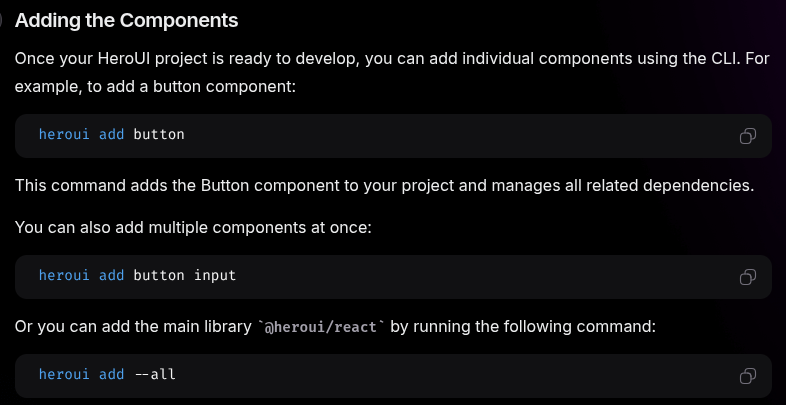 Adding the Components
Once your HeroUI project is ready to develop, you can add individual components using the CLI. For
example, to add a button component:
heroui add button
This command adds the Button component to your project and manages all related dependencies.
You can also add multiple components at once:
heroui add button input
Or you can add the main library `@heroui/react` by running the following command:
heroui add --all